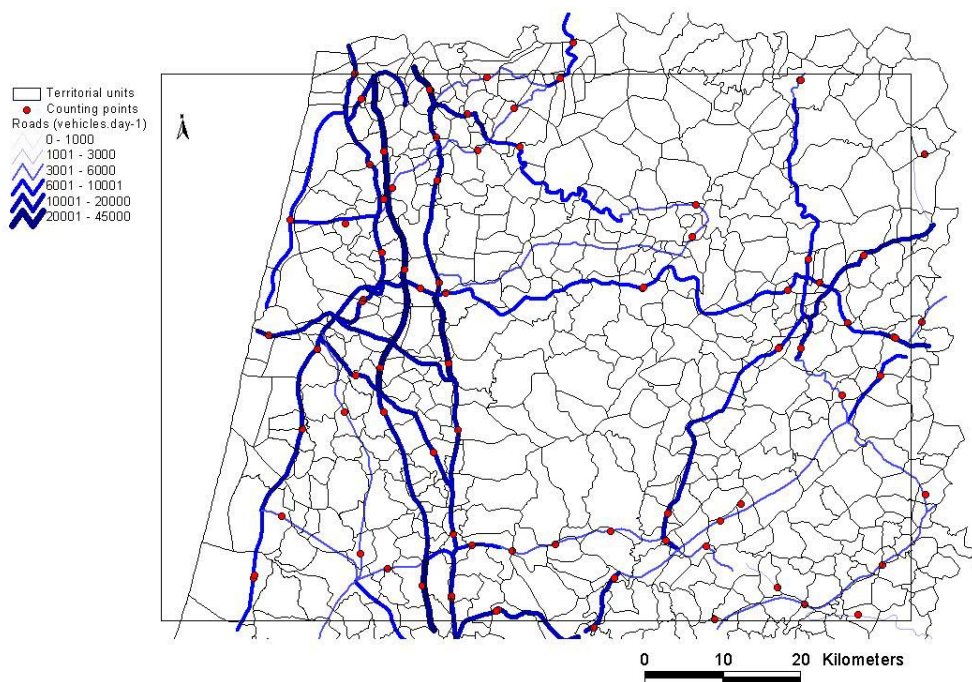 Territorial units
Counting points
Roads (vehicles.day-1)
0 - 1000
1001 - 3000
3001 - 6000
6001 - 10001
10001 - 20000
20001 - 45000
0 10 20 Kilometers